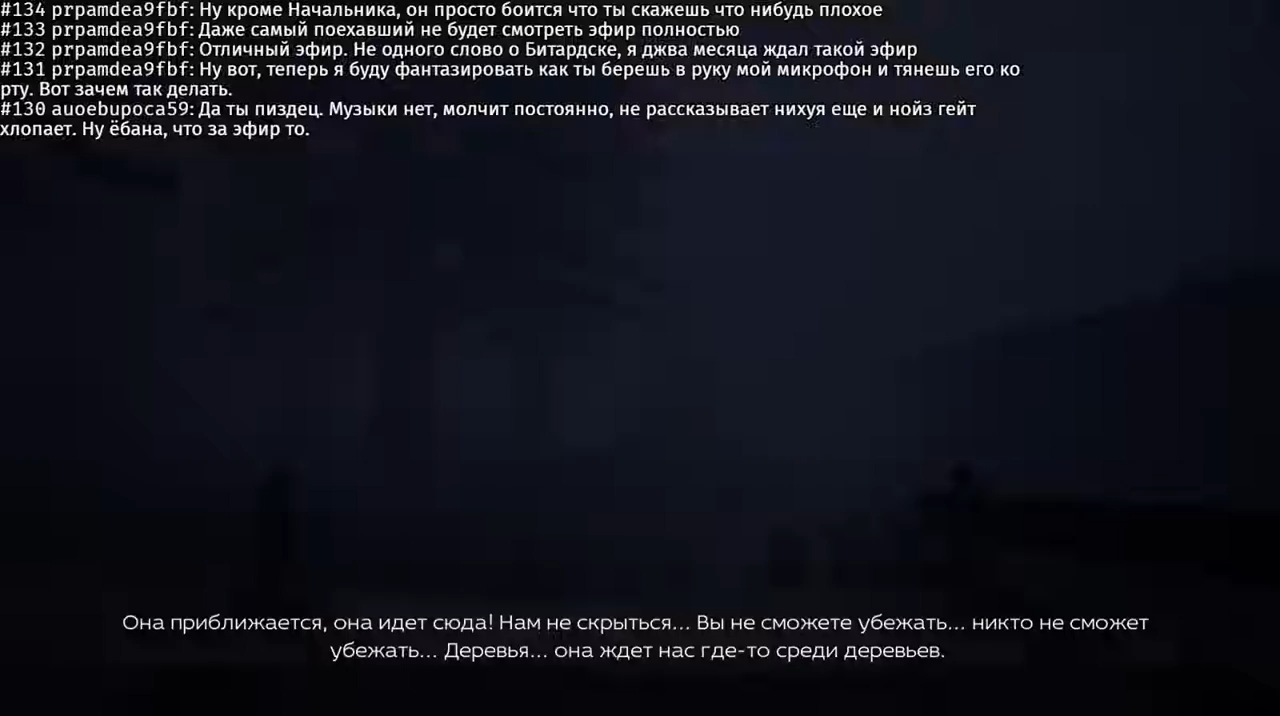 #134 prpamdea9fbf: Ну кроме Начальника, он просто боится что ты скажешь что нибудь плохое
#133 prpamdea9fbf: Даже самый поехавший не будет смотреть эфир полностью
#132 prpamdea9fbf: Отличный эфир. Не одного слово о Битардске, я джва месяца ждал такой эфир
#131 prpamdea9fbf: Ну вот, теперь я буду фантазировать как ты берешь в руку мой микрофон и тянешь его ко
рту. Вот зачем так делать.
#130 auoebupoca59: Да ты пиздец. Музыки нет, молчит постоянно, не рассказывает нихуя еще и нойз гейт
хлопает. Ну ёбана, что за эфир то.
Она приближается, она идет сюда! Нам не скрыться... Вы не сможете убежать... никто не сможет
убежать... Деревья... она ждет нас где-то среди деревьев.